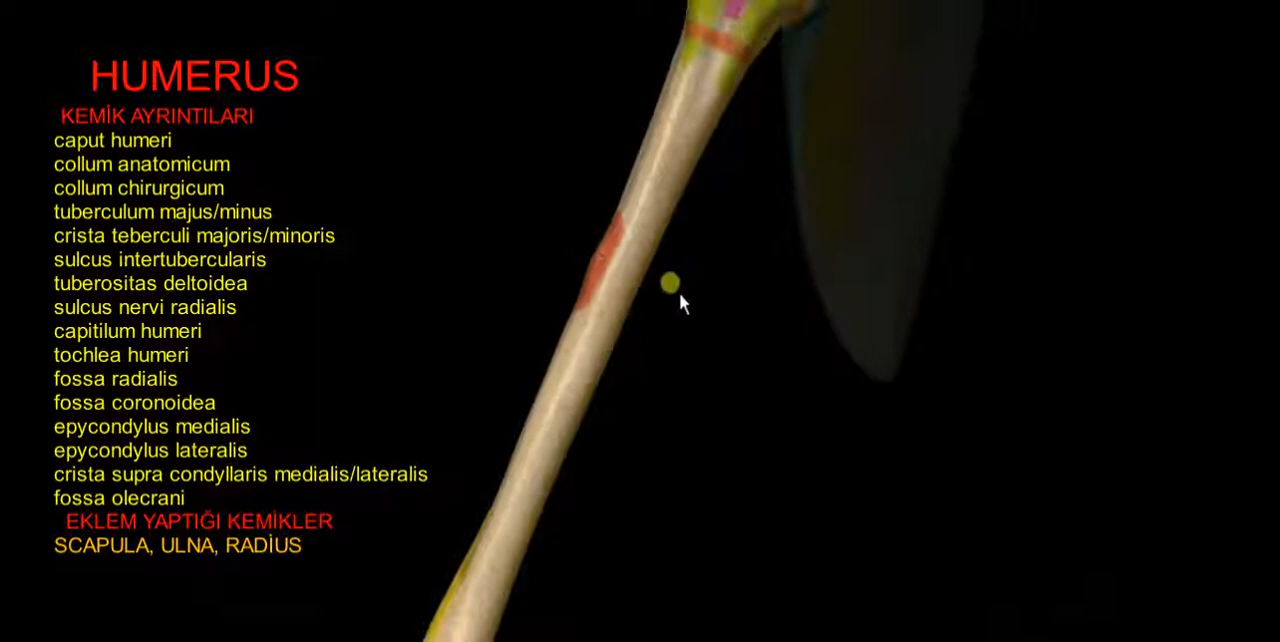 HUMERUS
KEMİK AYRINTILARI
caput humeri
collum anatomicum
collum chirurgicum
tuberculum majus/minus
crista teberculi majoris/minoris
sulcus intertubercularis
tuberositas deltoidea
sulcus nervi radialis
capitilum humeri
tochlea humeri
fossa radialis
fossa coronoidea
epycondylus medialis
epycondylus lateralis
crista supra condyllaris medialis/lateralis
fossa olecrani
EKLEM YAPTIĞI KEMİKLER
SCAPULA, ULNA, RADİUS